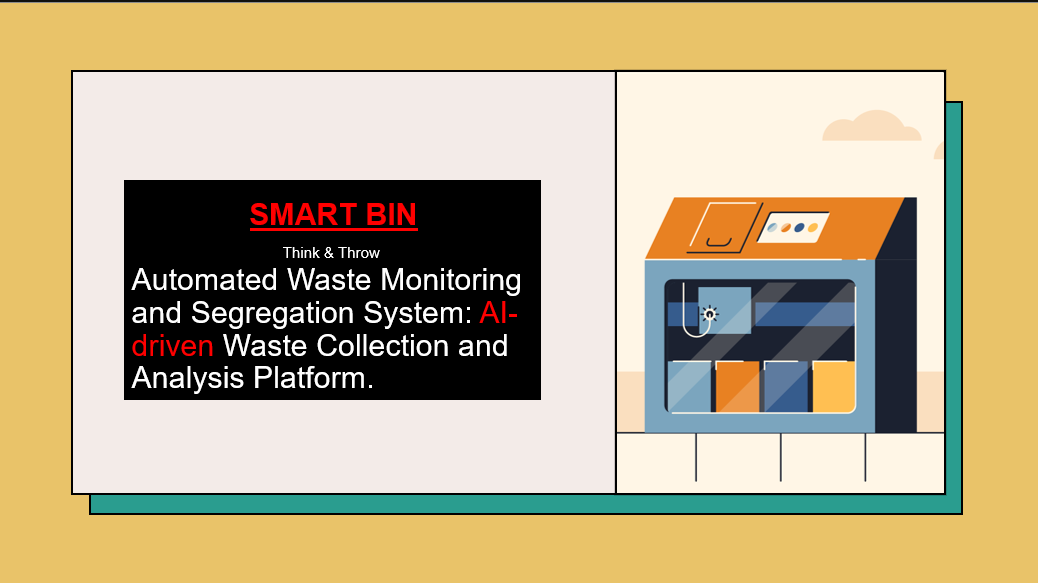 SMART BIN
Think & Throw
Automated Waste Monitoring
and Segregation System: AI-
driven Waste Collection and
Analysis Platform.